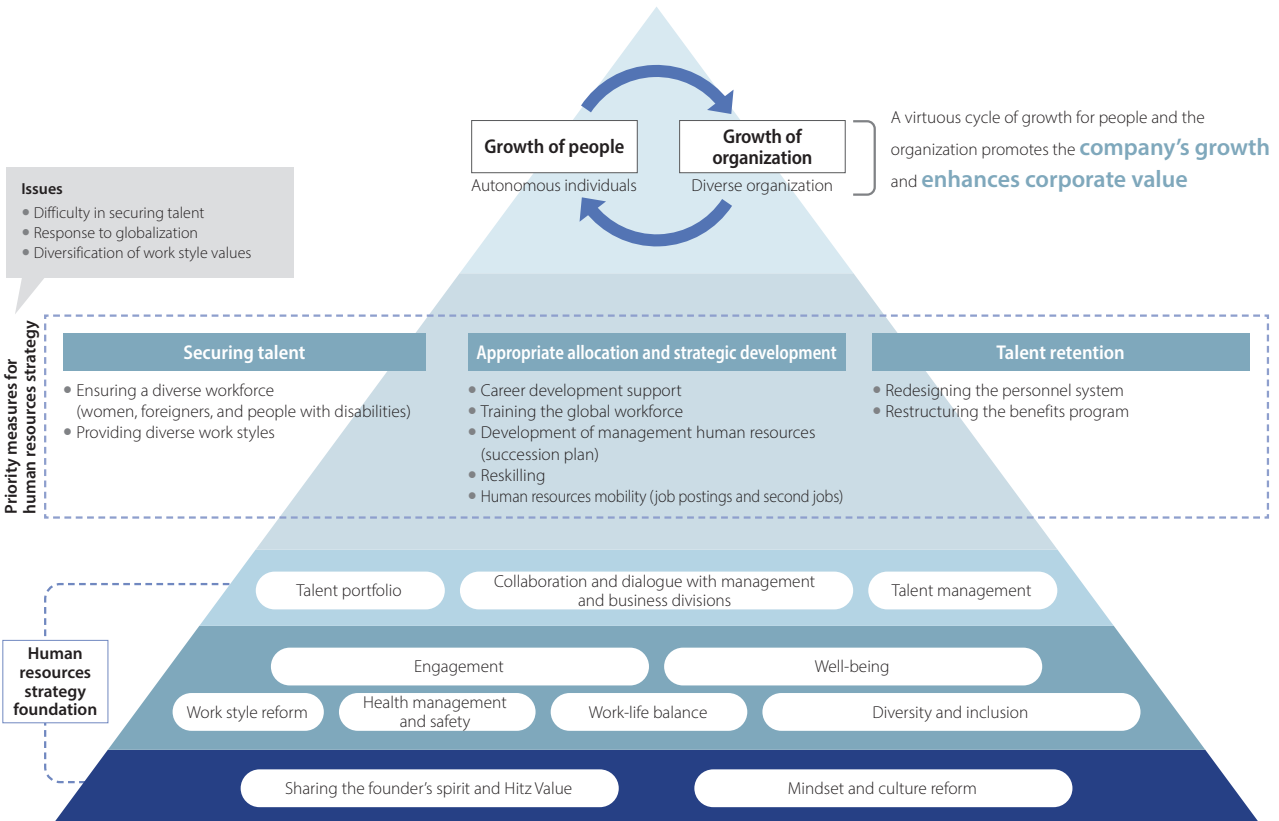 Growth of people
Autonomous individuals
Growth of
organization
Diverse organization
A virtuous cycle of growth for people and the
organization promotes the company’s growth
and enhances corporate value
Issues
• Difficulty in securing talent
• Response to globalization
• Diversification of work style values
Priority measures for
human resources strategy
Securing talent
• Ensuring a diverse workforce
(women, foreigners, and people with disabilities)
• Providing diverse work styles
Appropriate allocation and strategic development
• Career development support
• Training the global workforce
• Development of management human resources
(succession plan)
• Reskilling
• Human resources mobility (job postings and second jobs)
Talent retention
• Redesigning the personnel system
• Restructuring the benefits program
Human
resources
strategy
foundation
Talent portfolio
Collaboration and dialogue with management
and business divisions
Talent management
Engagement
Well-being
Work style reform
Health management
and safety
Work-life balance
Diversity and inclusion
Sharing the founder’s spirit and Hitz Value
Mindset and culture reform